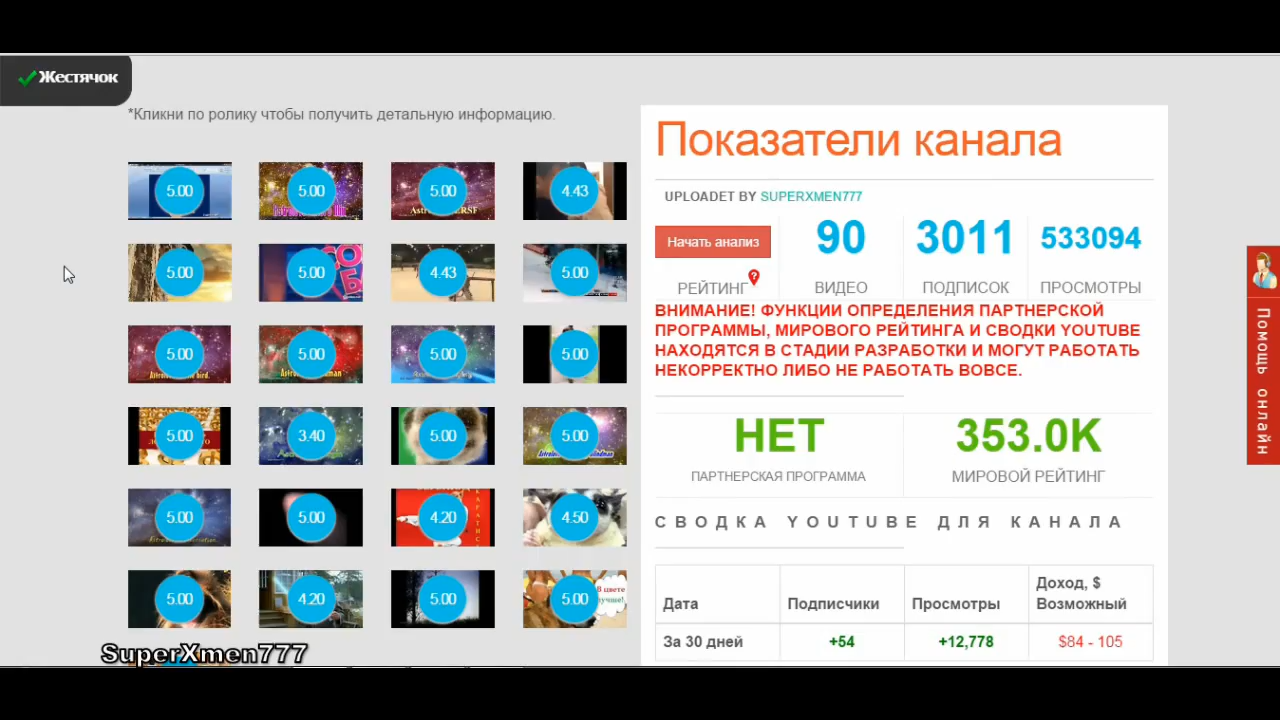 Жестячок
*Кликни по ролику чтобы получить детальную информацию.
5.00
5.00
5.00
4.43
5.00
5.00
4.43
5.00
5.00
5.00
5.00
5.00
5.00
3.40
5.00
5.00
5.00
5.00
4.20
4.50
5.00
4.20
5.00
5.00
SuperXmen777
Показатели канала
UPLOADET BY SUPERXMEN777
Начать анализ
РЕЙТИНГ ?
90
ВИДЕО
3011
ПОДПИСОК
533094
ПРОСМОТРЫ
ВНИМАНИЕ! ФУНКЦИИ ОПРЕДЕЛЕНИЯ ПАРТНЕРСКОЙ
ПРОГРАММЫ, МИРОВОГО РЕЙТИНГА И СВОДКИ YOUTUBE
НАХОДЯТСЯ В СТАДИИ РАЗРАБОТКИ И МОГУТ РАБОТАТЬ
НЕКОРРЕКТНО ЛИБО НЕ РАБОТАТЬ ВОВСЕ.
НЕТ
ПАРТНЕРСКАЯ ПРОГРАММА
353.0K
МИРОВОЙ РЕЙТИНГ
СВОДКА YOUTUBE ДЛЯ КАНАЛА
Дата Подписчики Просмотры Доход, $
Возможный
За 30 дней +54 +12,778 $84 - 105
Помощь онлайн